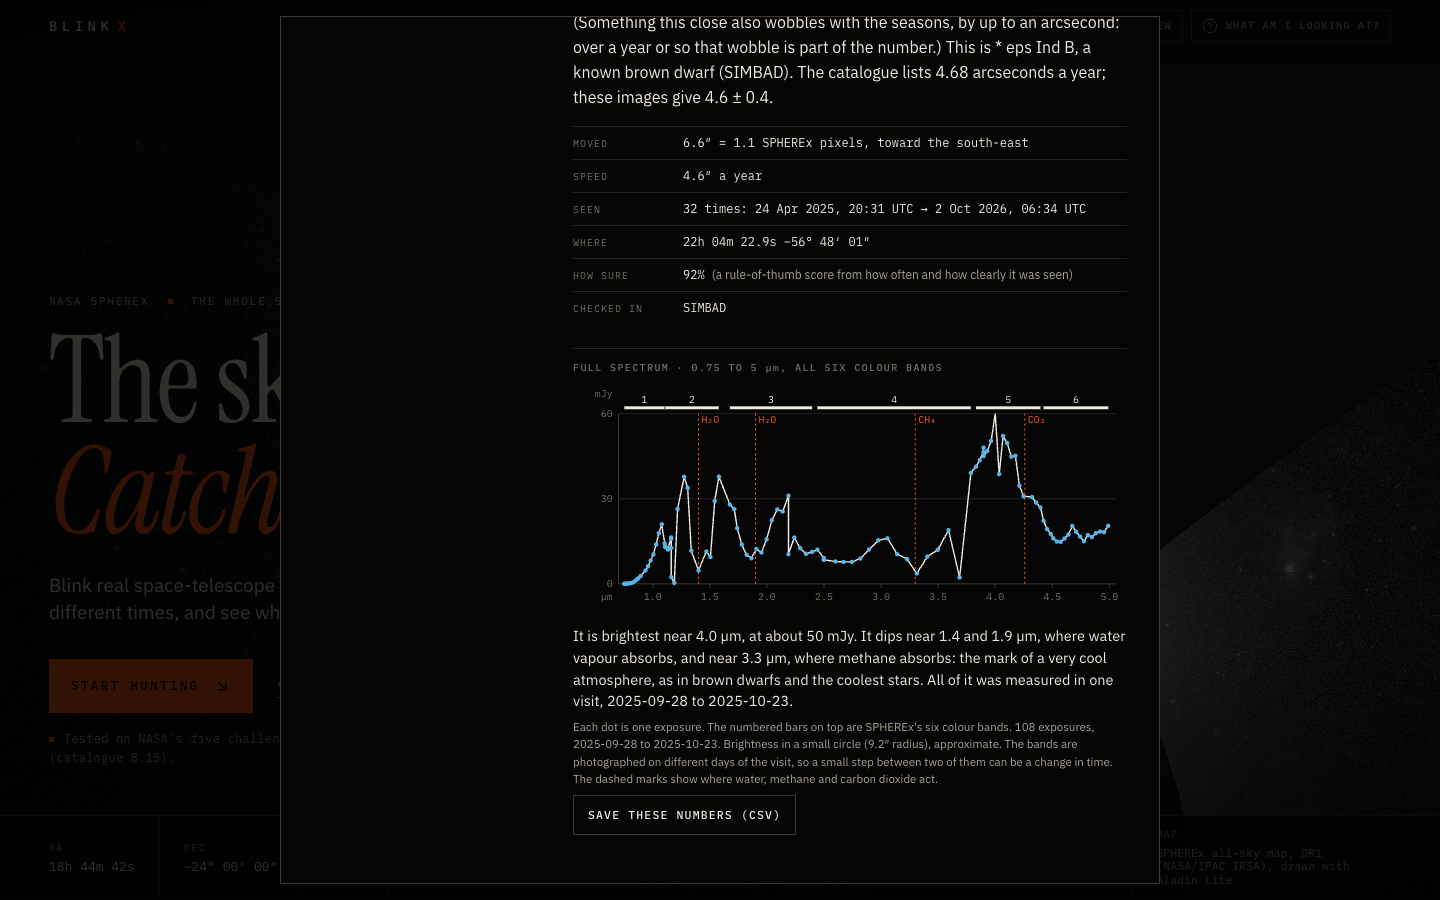 BLINK X
EW
WHAT AM I LOOKING AT?
(Something this close also wobbles with the seasons, by up to an arcsecond:
over a year or so that wobble is part of the number.) This is * eps Ind B, a
known brown dwarf (SIMBAD). The catalogue lists 4.68 arcseconds a year;
these images give 4.6 ± 0.4.
MOVED 6.6″ = 1.1 SPHEREx pixels, toward the south-east
SPEED 4.6″ a year
SEEN 32 times: 24 Apr 2025, 20:31 UTC → 2 Oct 2026, 06:34 UTC
WHERE 22h 04m 22.9s −56° 48′ 01″
HOW SURE 92% (a rule-of-thumb score from how often and how clearly it was seen)
CHECKED IN SIMBAD
NASA SPHEREX ■ THE WHOLE S
The sk
Catch
Blink real space-telescope
different times, and see wh
START HUNTING ↘
■ Tested on NASA's five challen
(catalogue B.15).
FULL SPECTRUM · 0.75 TO 5 µm, ALL SIX COLOUR BANDS
mJy
1 2 3 4 5 6
60
H₂O H₂O CH₄ CO₂
30
0
µm 1.0 1.5 2.0 2.5 3.0 3.5 4.0 4.5 5.0
It is brightest near 4.0 µm, at about 50 mJy. It dips near 1.4 and 1.9 µm, where water
vapour absorbs, and near 3.3 µm, where methane absorbs: the mark of a very cool
atmosphere, as in brown dwarfs and the coolest stars. All of it was measured in one
visit, 2025-09-28 to 2025-10-23.
Each dot is one exposure. The numbered bars on top are SPHEREx's six colour bands. 108 exposures,
2025-09-28 to 2025-10-23. Brightness in a small circle (9.2″ radius), approximate. The bands are
photographed on different days of the visit, so a small step between two of them can be a change in time.
The dashed marks show where water, methane and carbon dioxide act.
SAVE THESE NUMBERS (CSV)
RA
18h 44m 42s
DEC
−24° 00′ 00″
MAP
SPHEREx all-sky map, DR1
(NASA/IPAC IRSA), drawn with
Aladin Lite